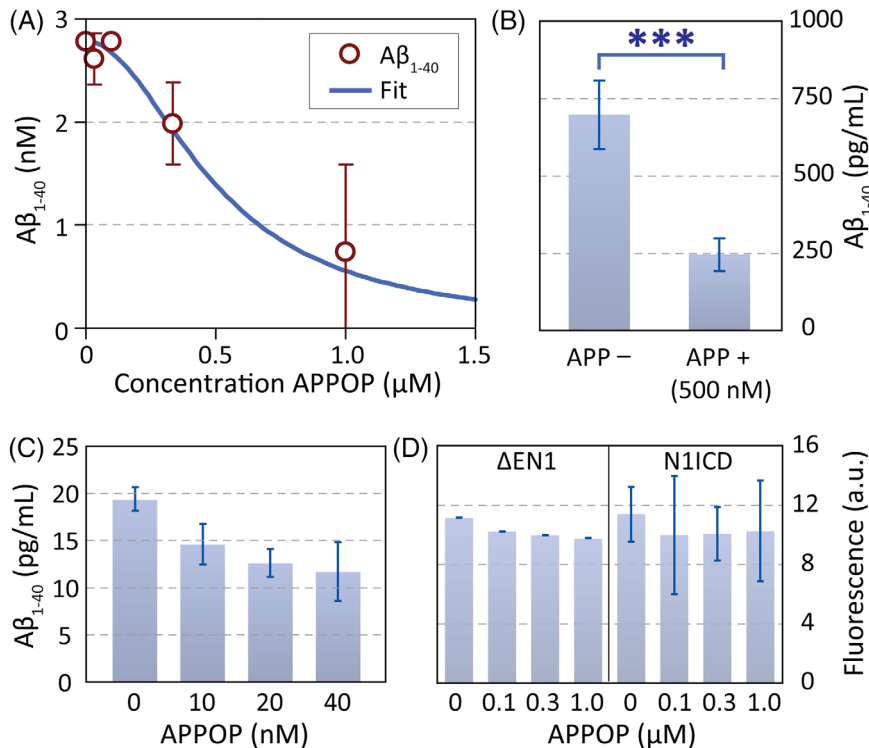 (A)
3
2
1
0
Aβ1-40 (nM)
Aβ1-40
Fit
0
0.5
1.0
1.5
Concentration APPOP (μM)
(B)
***
1000
750
500
250
0
Aβ1-40 (pg/mL)
APP –
APP +
(500 nM)
(C)
25
20
15
10
5
0
Aβ1-40 (pg/mL)
0 10 20 40
APPOP (nM)
(D)
ΔEN1
N1ICD
16
12
8
4
0
Fluorescence (a.u.)
0 0.1 0.3 1.0 0 0.1 0.3 1.0
APPOP (μM)